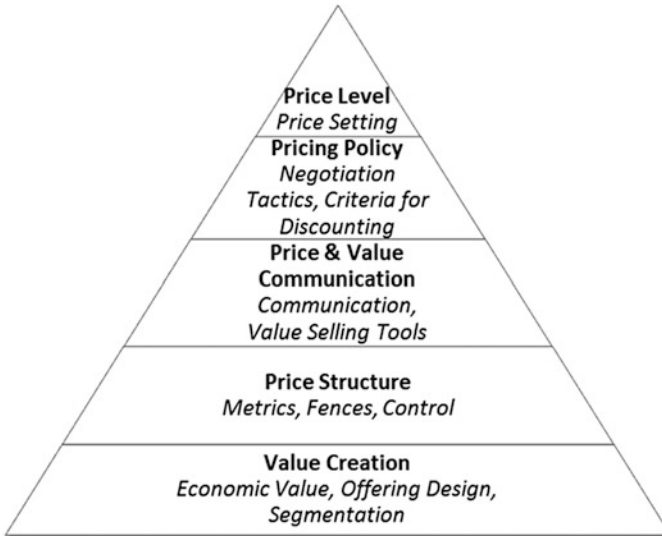 Price Level
Price Setting
Pricing Policy
Negotiation
Tactics, Criteria for
Discounting
Price & Value
Communication
Communication,
Value Selling Tools
Price Structure
Metrics, Fences, Control
Value Creation
Economic Value, Offering Design,
Segmentation